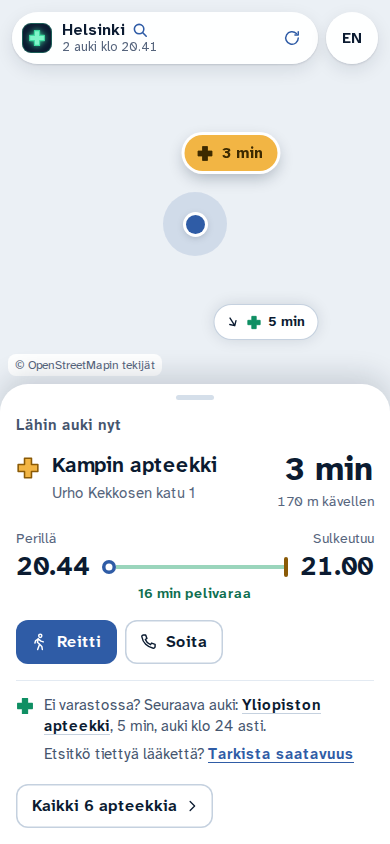 Helsinki
2 auki klo 20.41
EN
3 min
5 min
© OpenStreetMapin tekijät
Lähin auki nyt
Kampin apteekki
3 min
Urho Kekkosen katu 1
170 m kävellen
Perillä
Sulkeutuu
20.44
21.00
16 min pelivaraa
Reitti
Soita
Ei varastossa? Seuraava auki: Yliopiston
apteekki, 5 min, auki klo 24 asti.
Etsitkö tiettyä lääkettä? Tarkista saatavuus
Kaikki 6 apteekkia